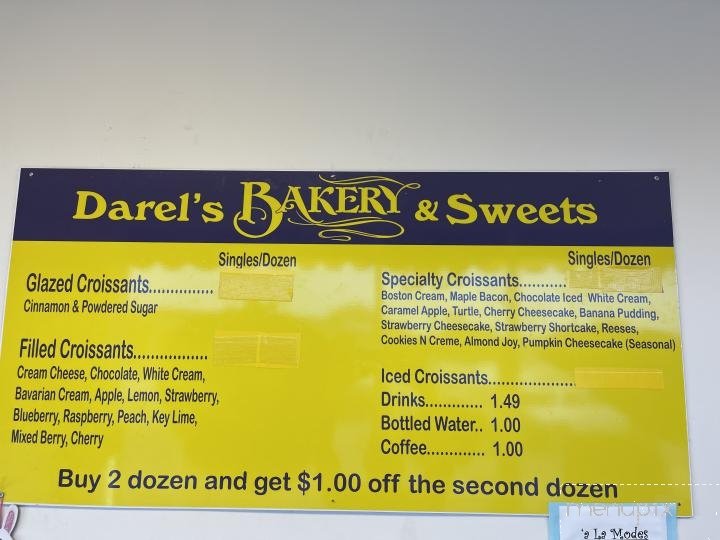 Darel's BAKERY & Sweets
Singles/Dozen
Glazed Croissants...............
Cinnamon & Powdered Sugar
Filled Croissants.................
Cream Cheese, Chocolate, White Cream,
Bavarian Cream, Apple, Lemon, Strawberry,
Blueberry, Raspberry, Peach, Key Lime,
Mixed Berry, Cherry
Singles/Dozen
Specialty Croissants...........
Boston Cream, Maple Bacon, Chocolate Iced White Cream,
Caramel Apple, Turtle, Cherry Cheesecake, Banana Pudding,
Strawberry Cheesecake, Strawberry Shortcake, Reeses,
Cookies N Creme, Almond Joy, Pumpkin Cheesecake (Seasonal)
Iced Croissants......................
Drinks............. 1.49
Bottled Water.. 1.00
Coffee............. 1.00
Buy 2 dozen and get $1.00 off the second dozen
menupix
'a La Modes